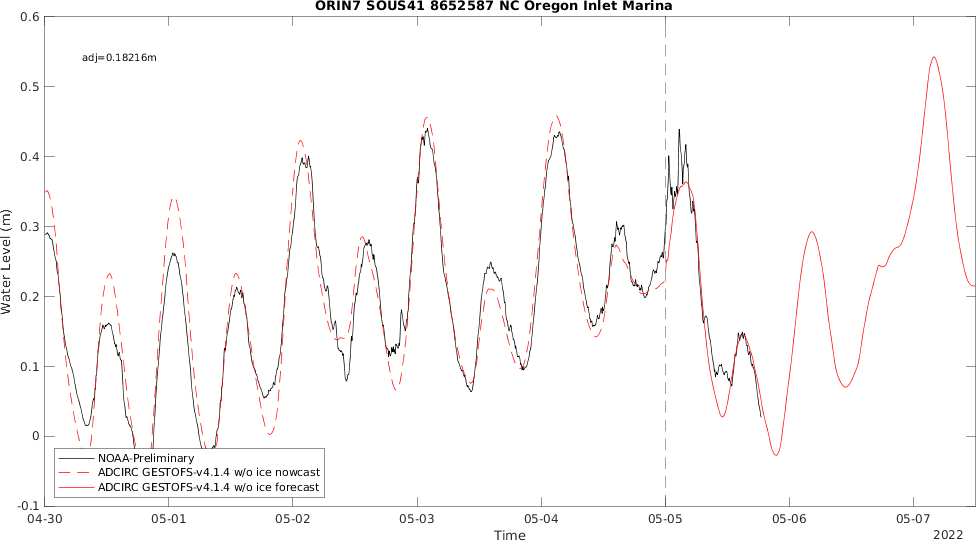 ORIN7 SOUS41 8652587 NC Oregon Inlet Marina
0.6
adj=0.18216m
0.5
0.4
0.3
Water Level (m)
0.2
0.1
0
NOAA-Preliminary
ADCIRC GESTOFS-v4.1.4 w/o ice nowcast
ADCIRC GESTOFS-v4.1.4 w/o ice forecast
-0.1
04-30 05-01 05-02 05-03 05-04 05-05 05-06 05-07
Time
2022